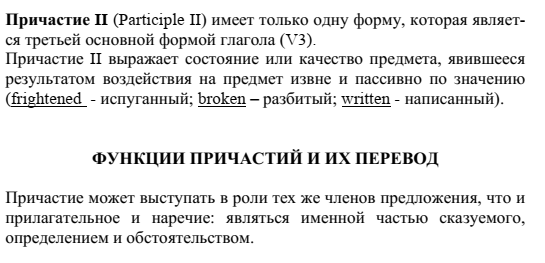 Причастие II (Participle II) имеет только одну форму, которая являет-
ся третьей основной формой глагола (V3).
Причастие II выражает состояние или качество предмета, явившееся
результатом воздействия на предмет извне и пассивно по значению
(frightened - испуганный; broken – разбитый; written - написанный).
ФУНКЦИИ ПРИЧАСТИЙ И ИХ ПЕРЕВОД
Причастие может выступать в роли тех же членов предложения, что и
прилагательное и наречие: являться именной частью сказуемого,
определением и обстоятельством.